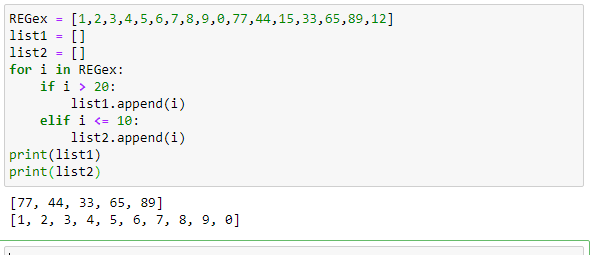 REGex = [1,2,3,4,5,6,7,8,9,0,77,44,15,33,65,89,12]
list1 = []
list2 = []
for i in REGex:
    if i > 20:
        list1.append(i)
    elif i <= 10:
        list2.append(i)
print(list1)
print(list2)
[77, 44, 33, 65, 89]
[1, 2, 3, 4, 5, 6, 7, 8, 9, 0]